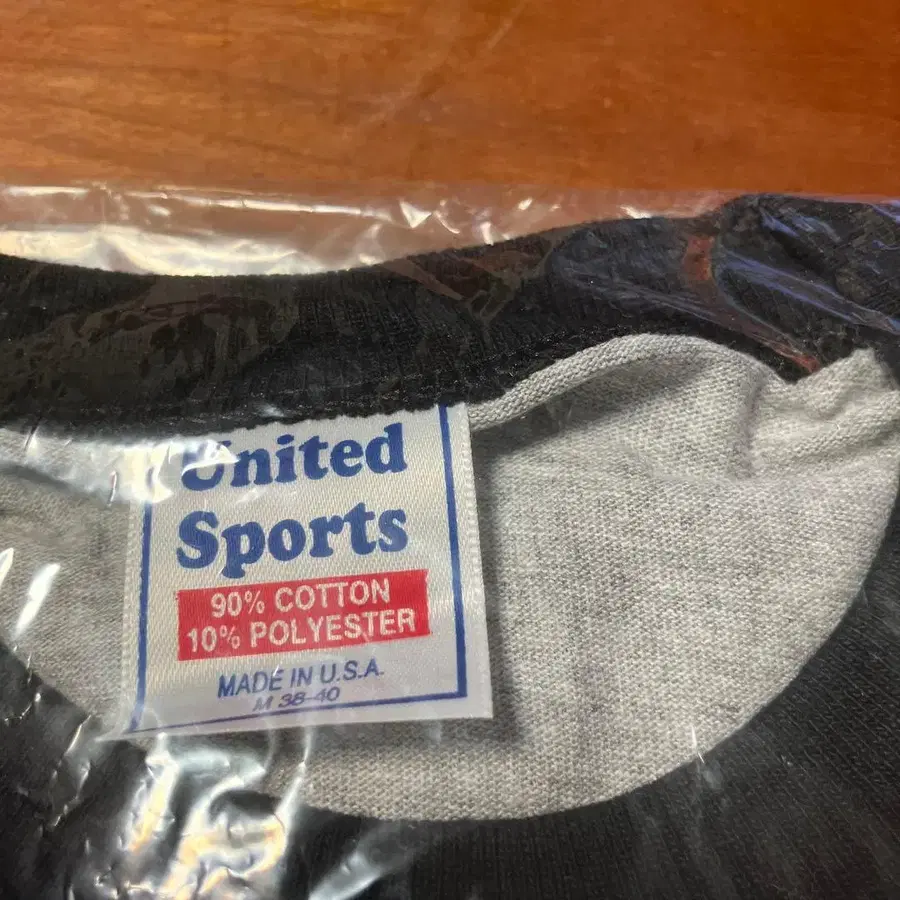 United
Sports
90% COTTON
10% POLYESTER
MADE IN U.S.A.
M 38-40